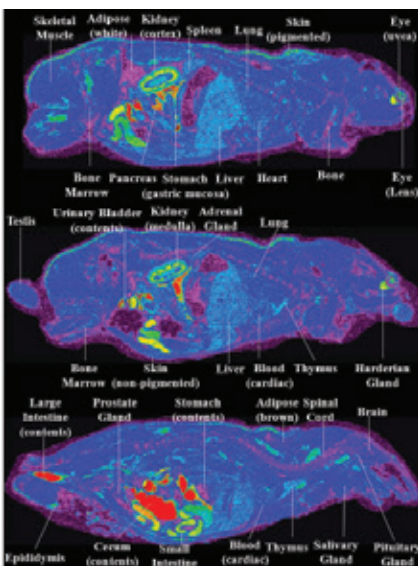 Skeletal Muscle
Adipose (white)
Kidney (cortex)
Spleen
Lung
Skin (pigmented)
Eye (uvea)
Bone Marrow
Pancreas
Stomach (gastric mucosa)
Liver
Heart
Bone
Eye (Lens)
Testis
Urinary Bladder (contents)
Kidney (medulla)
Adrenal Gland
Lung
Bone Marrow
Skin (non-pigmented)
Liver
Blood (cardiac)
Thymus
Harderian Gland
Large Intestine (contents)
Prostate Gland
Stomach (contents)
Adipose (brown)
Spinal Cord
Brain
Epididymis
Cecum (contents)
Small Intestine
Blood (cardiac)
Thymus
Salivary Gland
Pituitary Gland